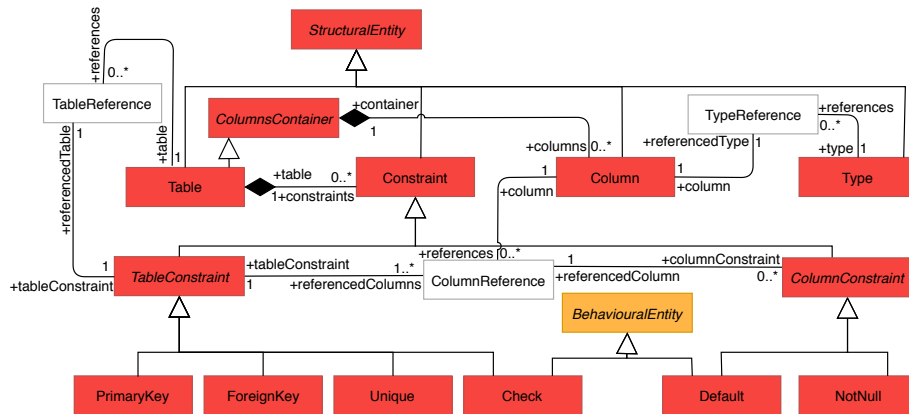 StructuralEntity
+references
0..*
TableReference
1
+referencedTable
+table
1
ColumnsContainer
+container
1
+columns
0..*
TypeReference
+references
0..*
+referencedType
1
+type
1
Table
+table
0..*
1
+constraints
Constraint
1
+column
Column
1
+column
Type
1
+tableConstraint
TableConstraint
+tableConstraint
1
1..*
+referencedColumns
+references
0..*
ColumnReference
1
+referencedColumn
+columnConstraint
0..*
ColumnConstraint
BehaviouralEntity
PrimaryKey
ForeignKey
Unique
Check
Default
NotNull